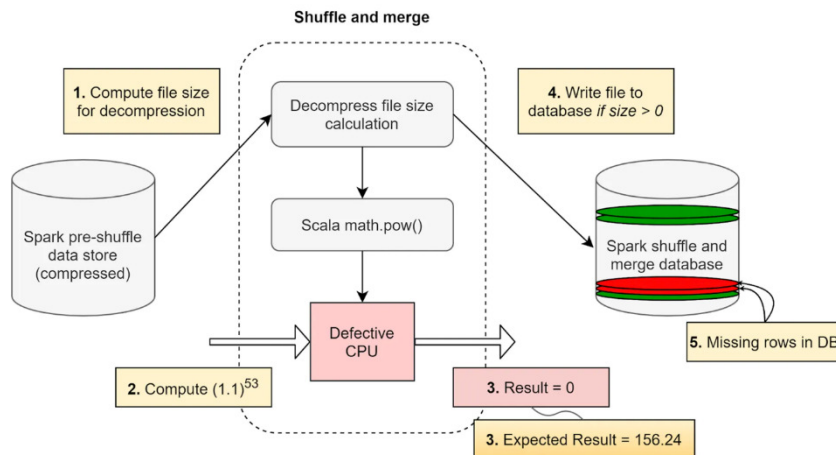 Shuffle and merge
1. Compute file size
for decompression
Decompress file size
calculation
4. Write file to
database if size > 0
Spark pre-shuffle
data store
(compressed)
Scala math.pow()
Spark shuffle and
merge database
Defective
CPU
5. Missing rows in DB
2. Compute (1.1)⁵³
3. Result = 0
3. Expected Result = 156.24